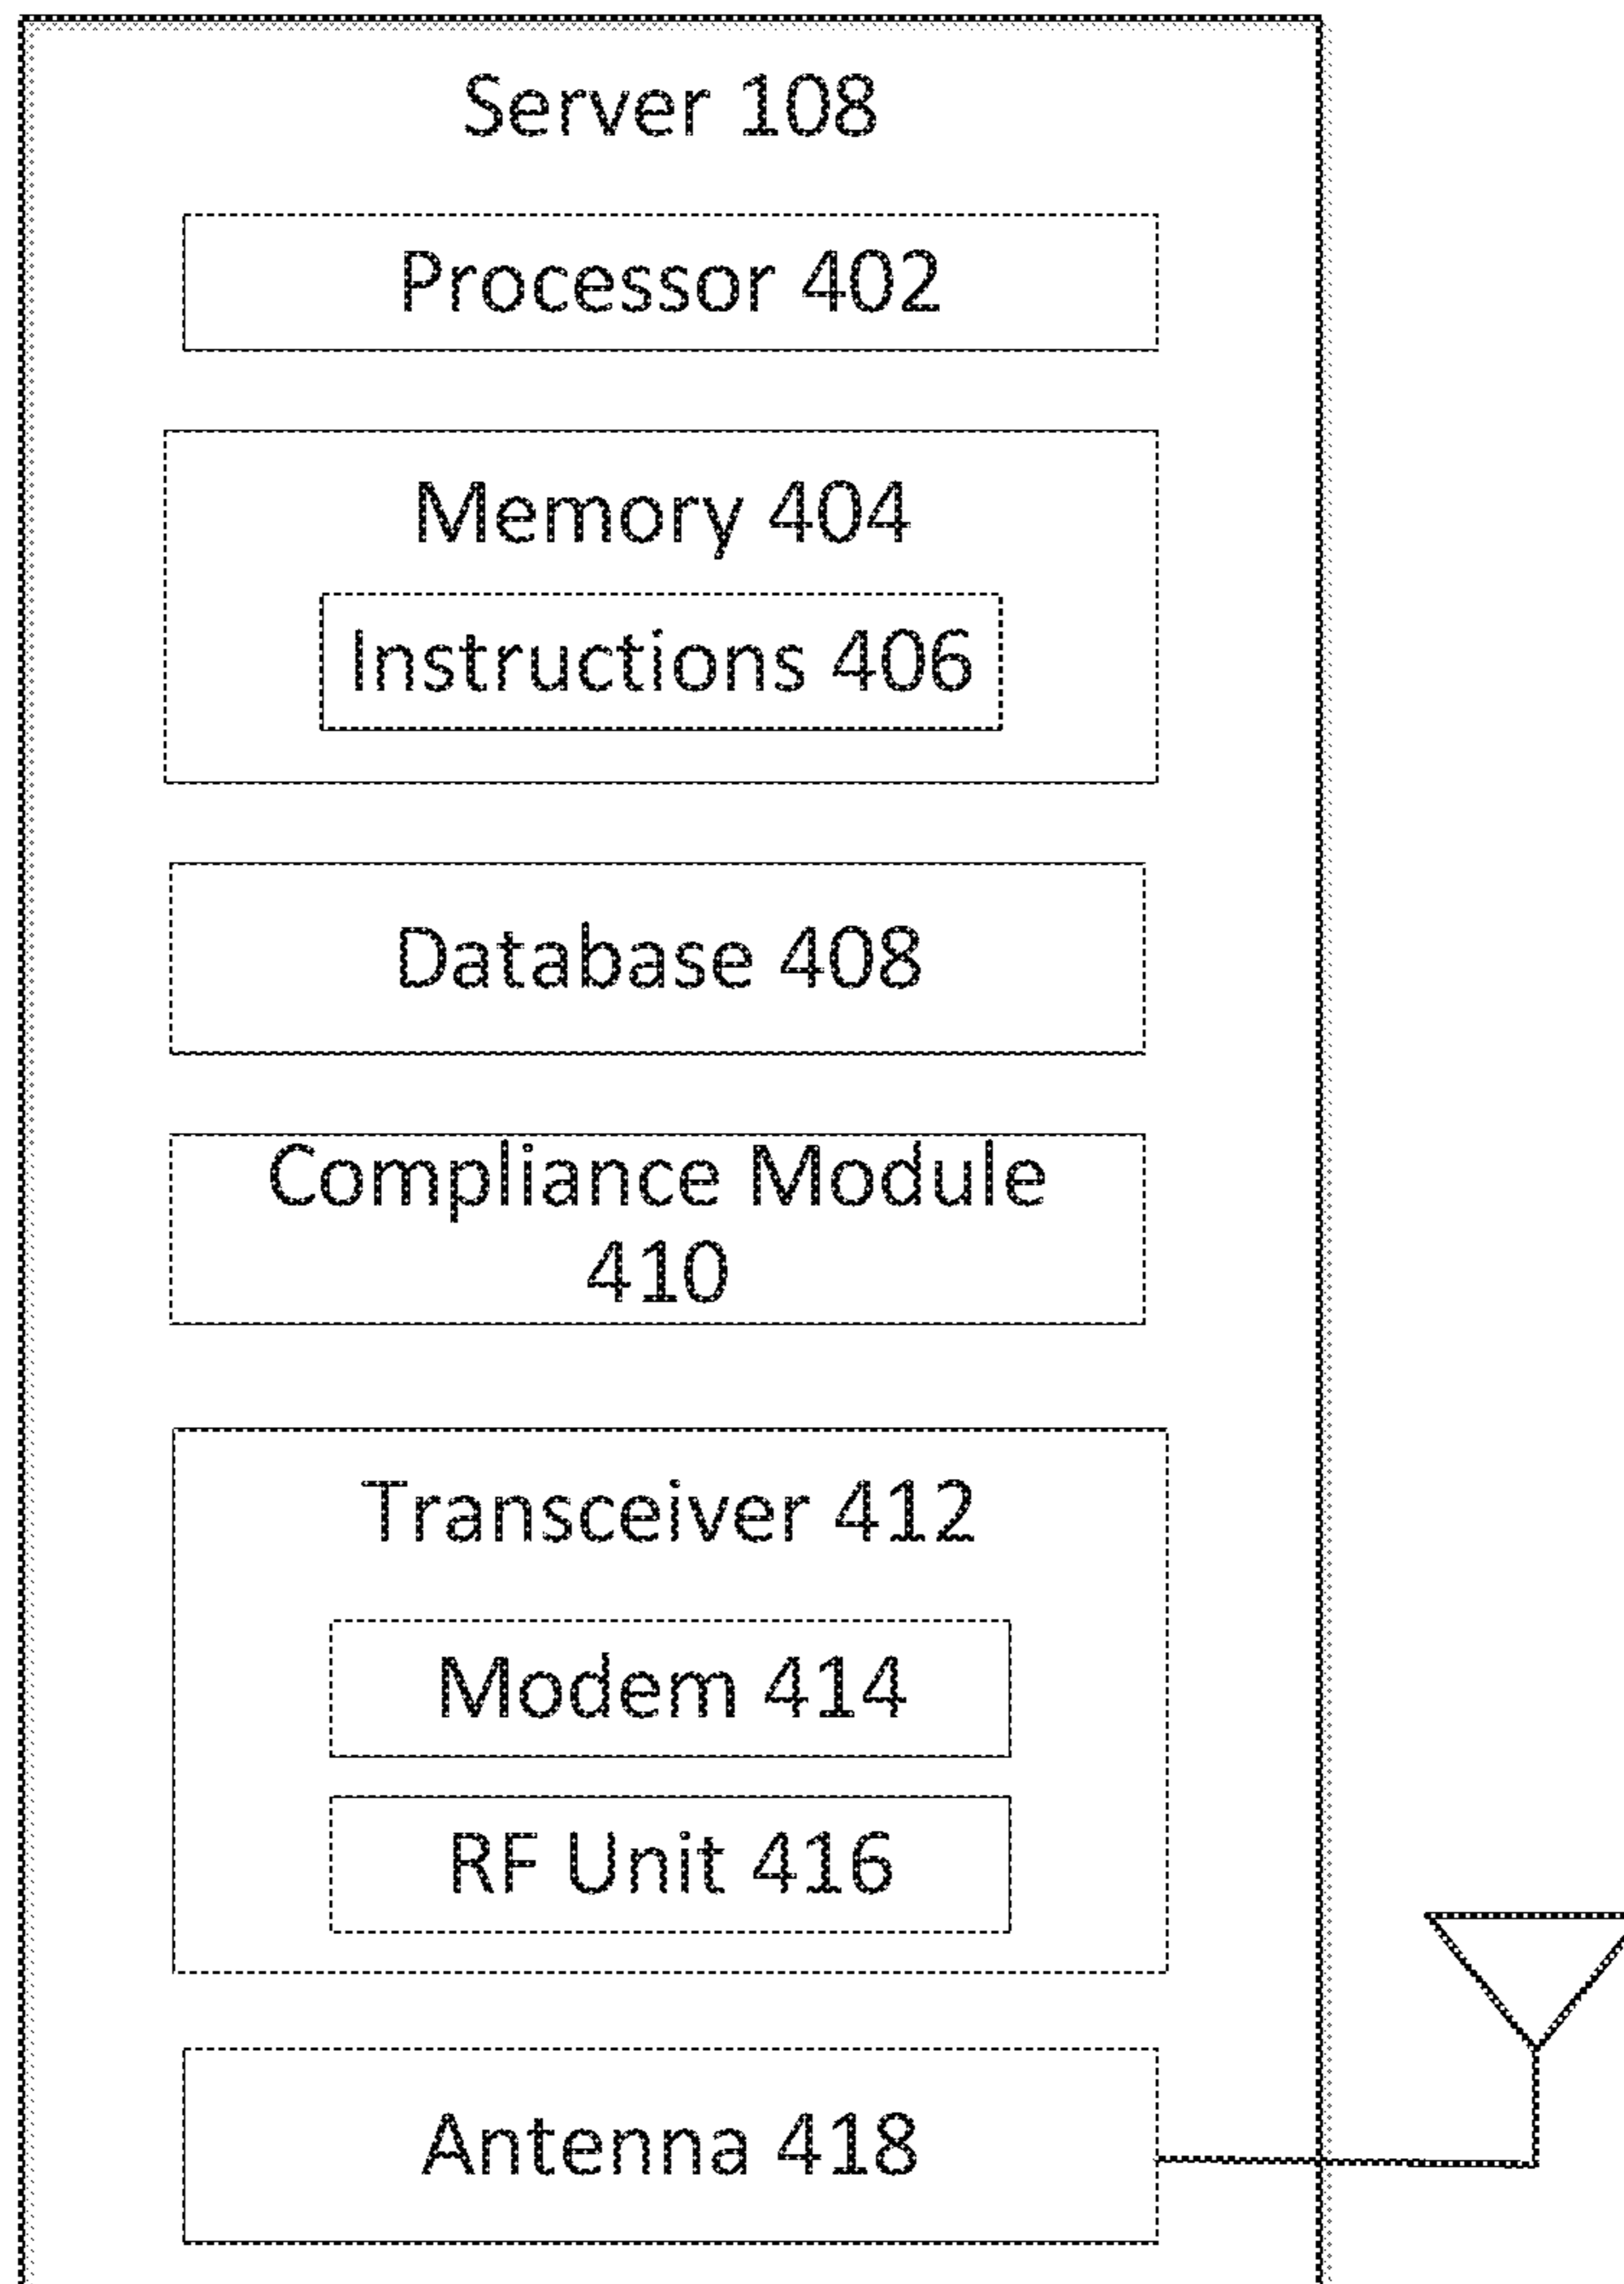 Server 108
Processor 402
Memory 404
Instructions 406
Database 408
Compliance Module
410
Transceiver 412
Modem 414
RF Unit 416
Antenna 418